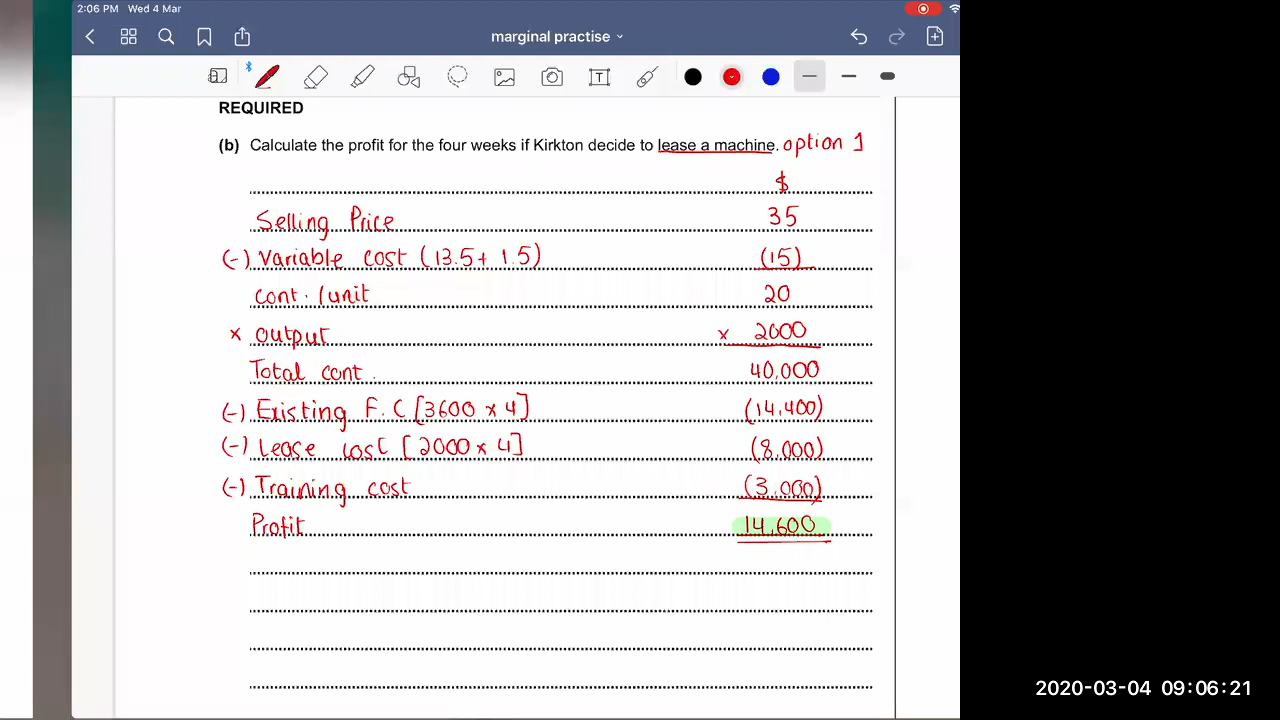 2:06 PM Wed 4 Mar
marginal practise
T
REQUIRED
(b) Calculate the profit for the four weeks if Kirkton decide to lease a machine. option 1
$
Selling Price 35
(-) Variable cost (13.5+ 1.5) (15)
cont. /unit 20
x output x 2000
Total cont. 40,000
(-) Existing F.C [3600 x 4] (14,400)
(-) Lease cost [2000 x 4] (8,000)
(-) Training cost (3,000)
Profit 14,600
2020-03-04 09:06:21